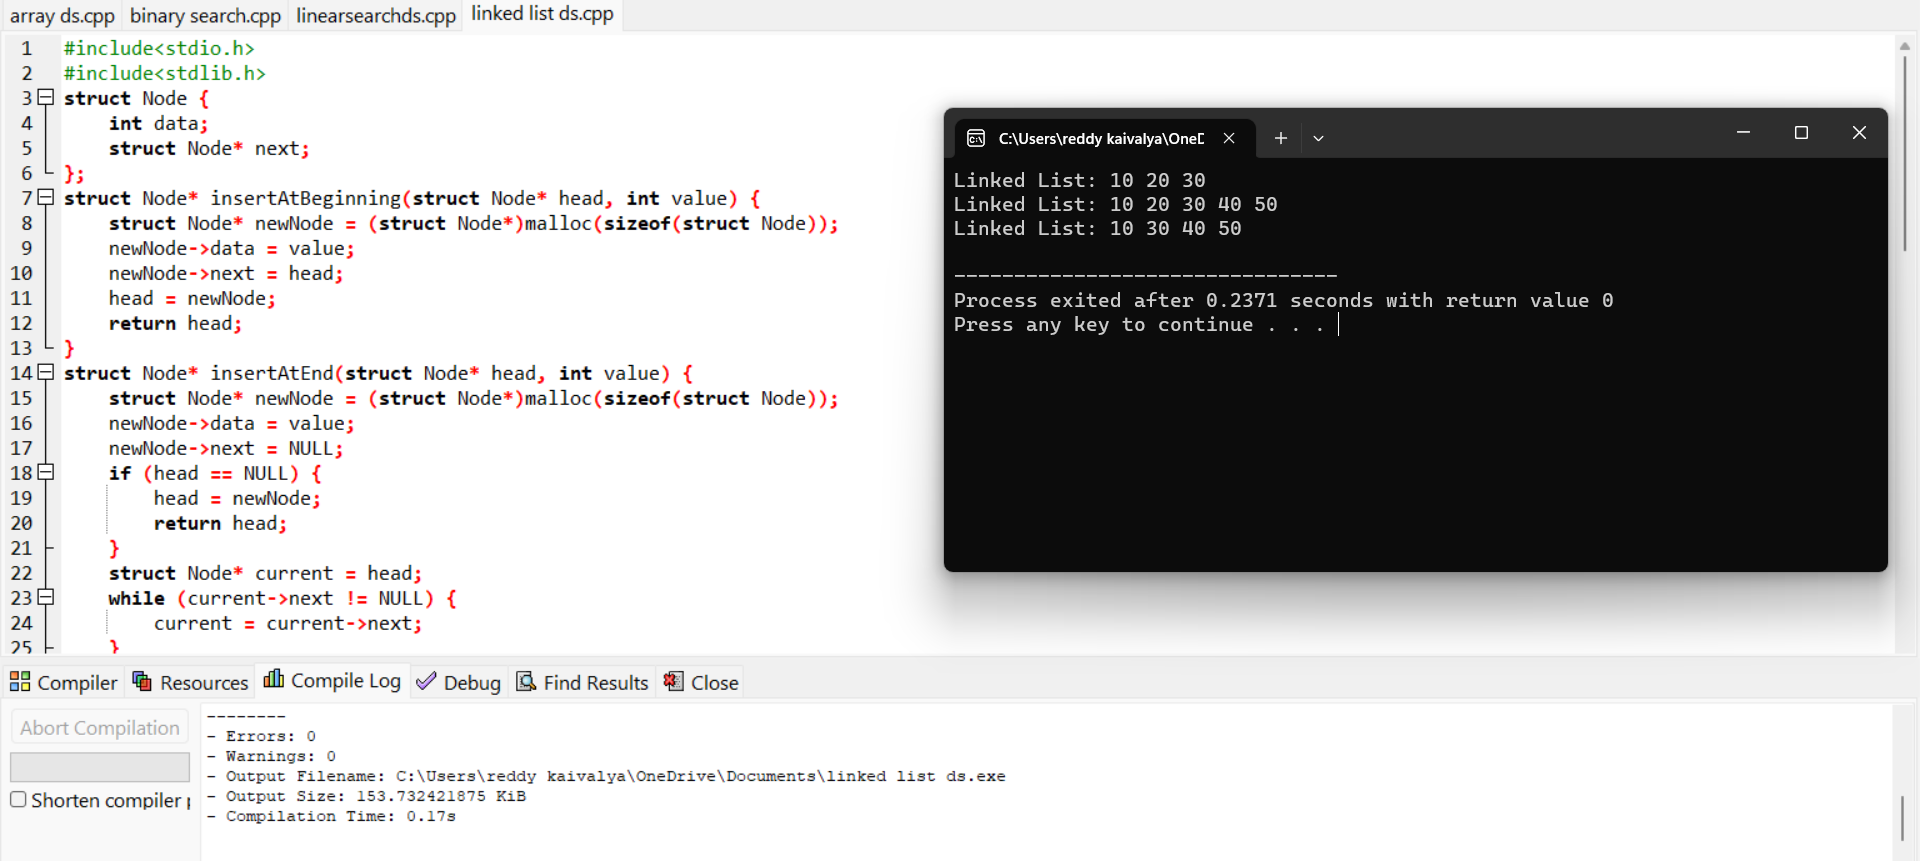 array ds.cpp binary search.cpp linearsearchds.cpp linked list ds.cpp
1 #include<stdio.h>
2 #include<stdlib.h>
3 struct Node {
4 int data;
5 struct Node* next;
6 };
7 struct Node* insertAtBeginning(struct Node* head, int value) {
8 struct Node* newNode = (struct Node*)malloc(sizeof(struct Node));
9 newNode->data = value;
10 newNode->next = head;
11 head = newNode;
12 return head;
13 }
14 struct Node* insertAtEnd(struct Node* head, int value) {
15 struct Node* newNode = (struct Node*)malloc(sizeof(struct Node));
16 newNode->data = value;
17 newNode->next = NULL;
18 if (head == NULL) {
19 head = newNode;
20 return head;
21 }
22 struct Node* current = head;
23 while (current->next != NULL) {
24 current = current->next;
25 }
C:\Users\reddy kaivalya\OneD
Linked List: 10 20 30
Linked List: 10 20 30 40 50
Linked List: 10 30 40 50
--------------------------------
Process exited after 0.2371 seconds with return value 0
Press any key to continue . . .
Compiler Resources Compile Log Debug Find Results Close
Abort Compilation
Shorten compiler p
--------
- Errors: 0
- Warnings: 0
- Output Filename: C:\Users\reddy kaivalya\OneDrive\Documents\linked list ds.exe
- Output Size: 153.732421875 KiB
- Compilation Time: 0.17s